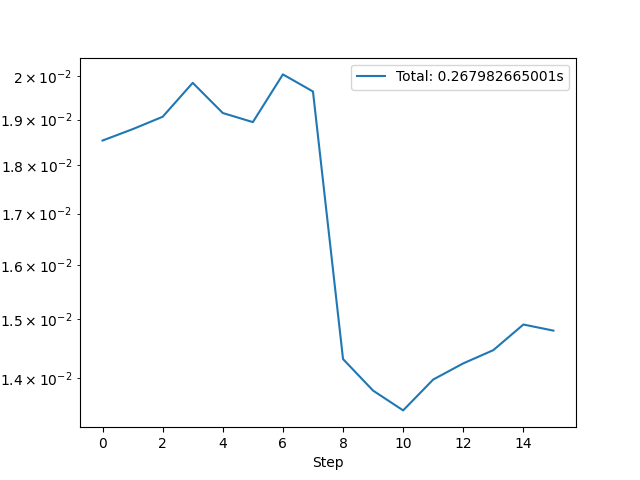 Total: 0.267982665001s
2 × 10⁻²
1.9 × 10⁻²
1.8 × 10⁻²
1.7 × 10⁻²
1.6 × 10⁻²
1.5 × 10⁻²
1.4 × 10⁻²
0 2 4 6 8 10 12 14
Step